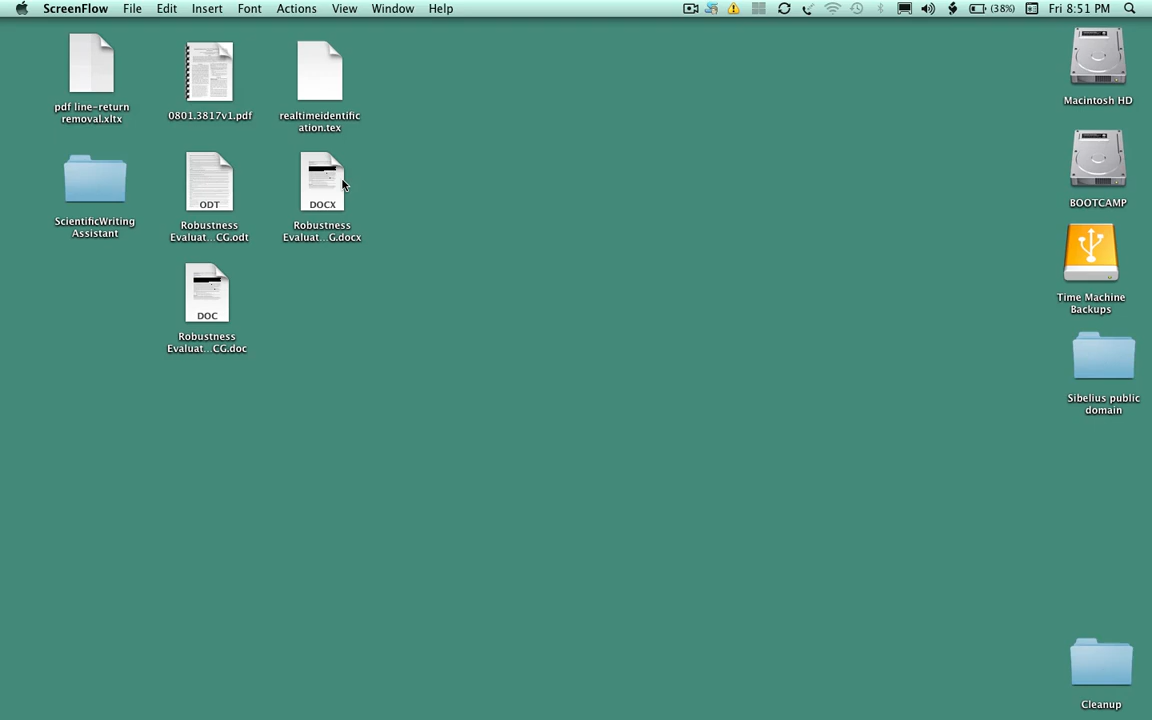 ScreenFlow File Edit Insert Font Actions View Window Help (38%) Fri 8:51 PM
pdf line-return
removal.xltx
0801.3817v1.pdf
realtimeidentific
ation.tex
Macintosh HD
ScientificWriting
Assistant
ODT
Robustness
Evaluat...CG.odt
DOCX
Robustness
Evaluat...G.docx
BOOTCAMP
DOC
Robustness
Evaluat...CG.doc
Time Machine
Backups
Sibelius public
domain
Cleanup